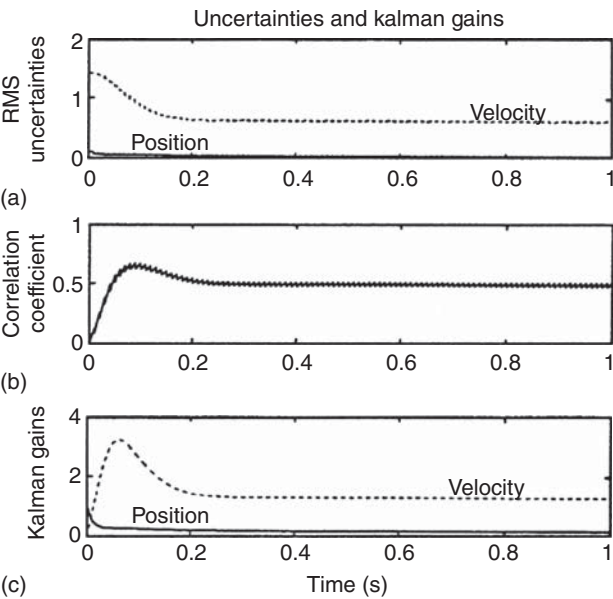 Uncertainties and kalman gains
RMS
uncertainties
2
1
0
Velocity
Position
0 0.2 0.4 0.6 0.8 1
(a)
Correlation
coefficient
1
0.5
0
0 0.2 0.4 0.6 0.8 1
(b)
Kalman gains
4
2
0
Velocity
Position
0 0.2 0.4 0.6 0.8 1
(c)
Time (s)